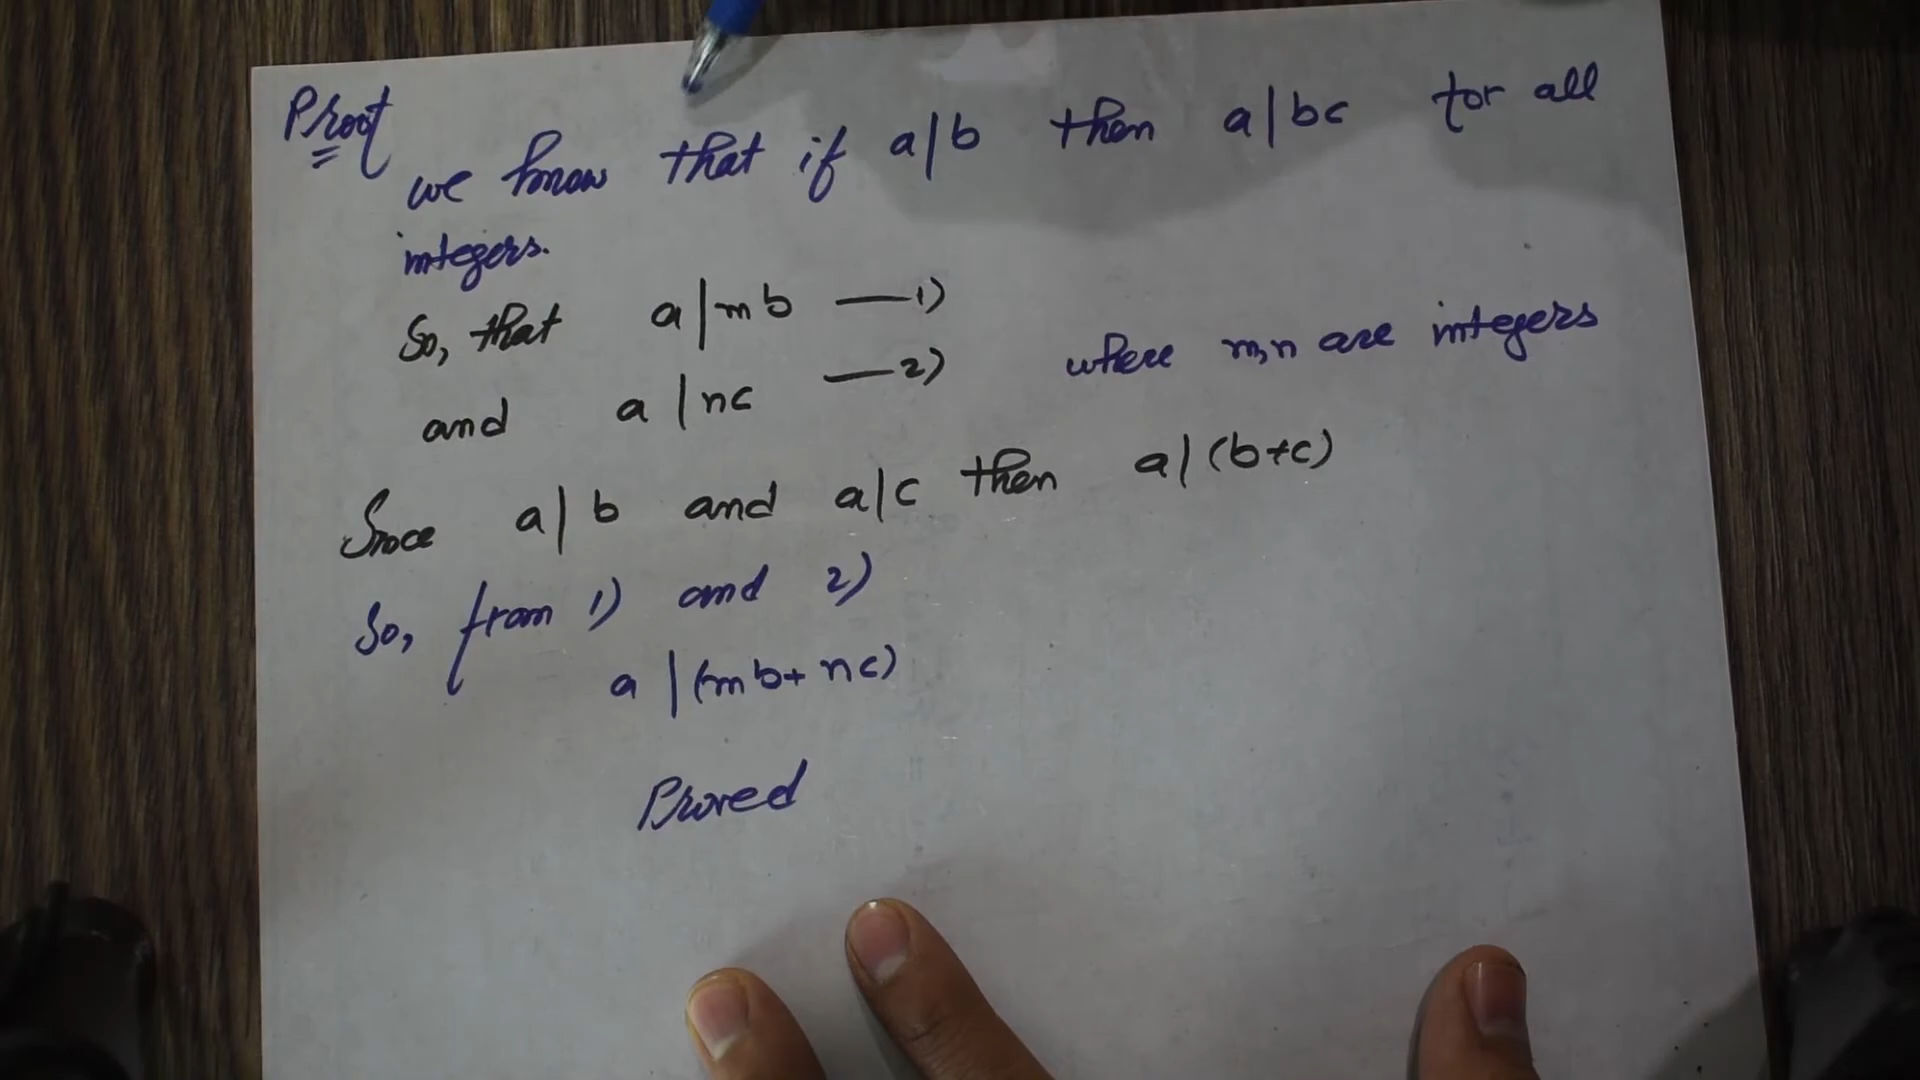 Proof
we know that if a|b then a|bc for all
integers.
So, that a|mb —1)
and a|nc —2) where m,n are integers
Since a|b and a|c then a|(b+c)
So, from 1) and 2)
a|(mb+nc)
Proved